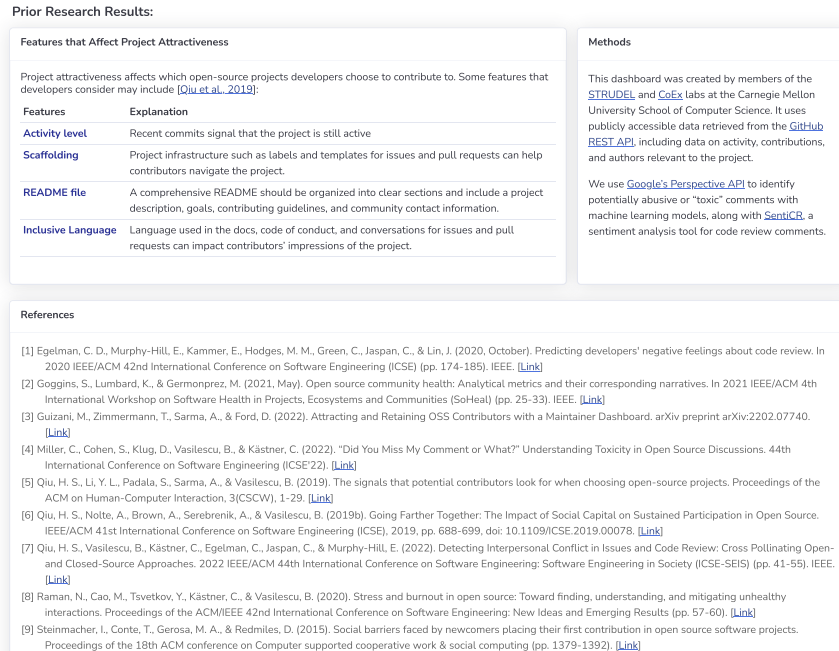 Prior Research Results:
Features that Affect Project Attractiveness
Project attractiveness affects which open-source projects developers choose to contribute to. Some features that
developers consider may include [Qiu et al., 2019]:
Features Explanation
Activity level Recent commits signal that the project is still active
Scaffolding Project infrastructure such as labels and templates for issues and pull requests can help
contributors navigate the project.
README file A comprehensive README should be organized into clear sections and include a project
description, goals, contributing guidelines, and community contact information.
Inclusive Language Language used in the docs, code of conduct, and conversations for issues and pull
requests can impact contributors' impressions of the project.
Methods
This dashboard was created by members of the
STRUDEL and CoEx labs at the Carnegie Mellon
University School of Computer Science. It uses
publicly accessible data retrieved from the GitHub
REST API, including data on activity, contributions,
and authors relevant to the project.
We use Google's Perspective API to identify
potentially abusive or “toxic” comments with
machine learning models, along with SentiCR, a
sentiment analysis tool for code review comments.
References
[1] Egelman, C. D., Murphy-Hill, E., Kammer, E., Hodges, M. M., Green, C., Jaspan, C., & Lin, J. (2020, October). Predicting developers' negative feelings about code review. In
2020 IEEE/ACM 42nd International Conference on Software Engineering (ICSE) (pp. 174-185). IEEE. [Link]
[2] Goggins, S., Lumbard, K., & Germonprez, M. (2021, May). Open source community health: Analytical metrics and their corresponding narratives. In 2021 IEEE/ACM 4th
International Workshop on Software Health in Projects, Ecosystems and Communities (SoHeal) (pp. 25-33). IEEE. [Link]
[3] Guizani, M., Zimmermann, T., Sarma, A., & Ford, D. (2022). Attracting and Retaining OSS Contributors with a Maintainer Dashboard. arXiv preprint arXiv:2202.07740.
[Link]
[4] Miller, C., Cohen, S., Klug, D., Vasilescu, B., & Kästner, C. (2022). “Did You Miss My Comment or What?” Understanding Toxicity in Open Source Discussions. 44th
International Conference on Software Engineering (ICSE'22). [Link]
[5] Qiu, H. S., Li, Y. L., Padala, S., Sarma, A., & Vasilescu, B. (2019). The signals that potential contributors look for when choosing open-source projects. Proceedings of the
ACM on Human-Computer Interaction, 3(CSCW), 1-29. [Link]
[6] Qiu, H. S., Nolte, A., Brown, A., Serebrenik, A., & Vasilescu, B. (2019b). Going Farther Together: The Impact of Social Capital on Sustained Participation in Open Source.
IEEE/ACM 41st International Conference on Software Engineering (ICSE), 2019, pp. 688-699, doi: 10.1109/ICSE.2019.00078. [Link]
[7] Qiu, H. S., Vasilescu, B., Kästner, C., Egelman, C., Jaspan, C., & Murphy-Hill, E. (2022). Detecting Interpersonal Conflict in Issues and Code Review: Cross Pollinating Open-
and Closed-Source Approaches. 2022 IEEE/ACM 44th International Conference on Software Engineering: Software Engineering in Society (ICSE-SEIS) (pp. 41-55). IEEE.
[Link]
[8] Raman, N., Cao, M., Tsvetkov, Y., Kästner, C., & Vasilescu, B. (2020). Stress and burnout in open source: Toward finding, understanding, and mitigating unhealthy
interactions. Proceedings of the ACM/IEEE 42nd International Conference on Software Engineering: New Ideas and Emerging Results (pp. 57-60). [Link]
[9] Steinmacher, I., Conte, T., Gerosa, M. A., & Redmiles, D. (2015). Social barriers faced by newcomers placing their first contribution in open source software projects.
Proceedings of the 18th ACM conference on Computer supported cooperative work & social computing (pp. 1379-1392). [Link]